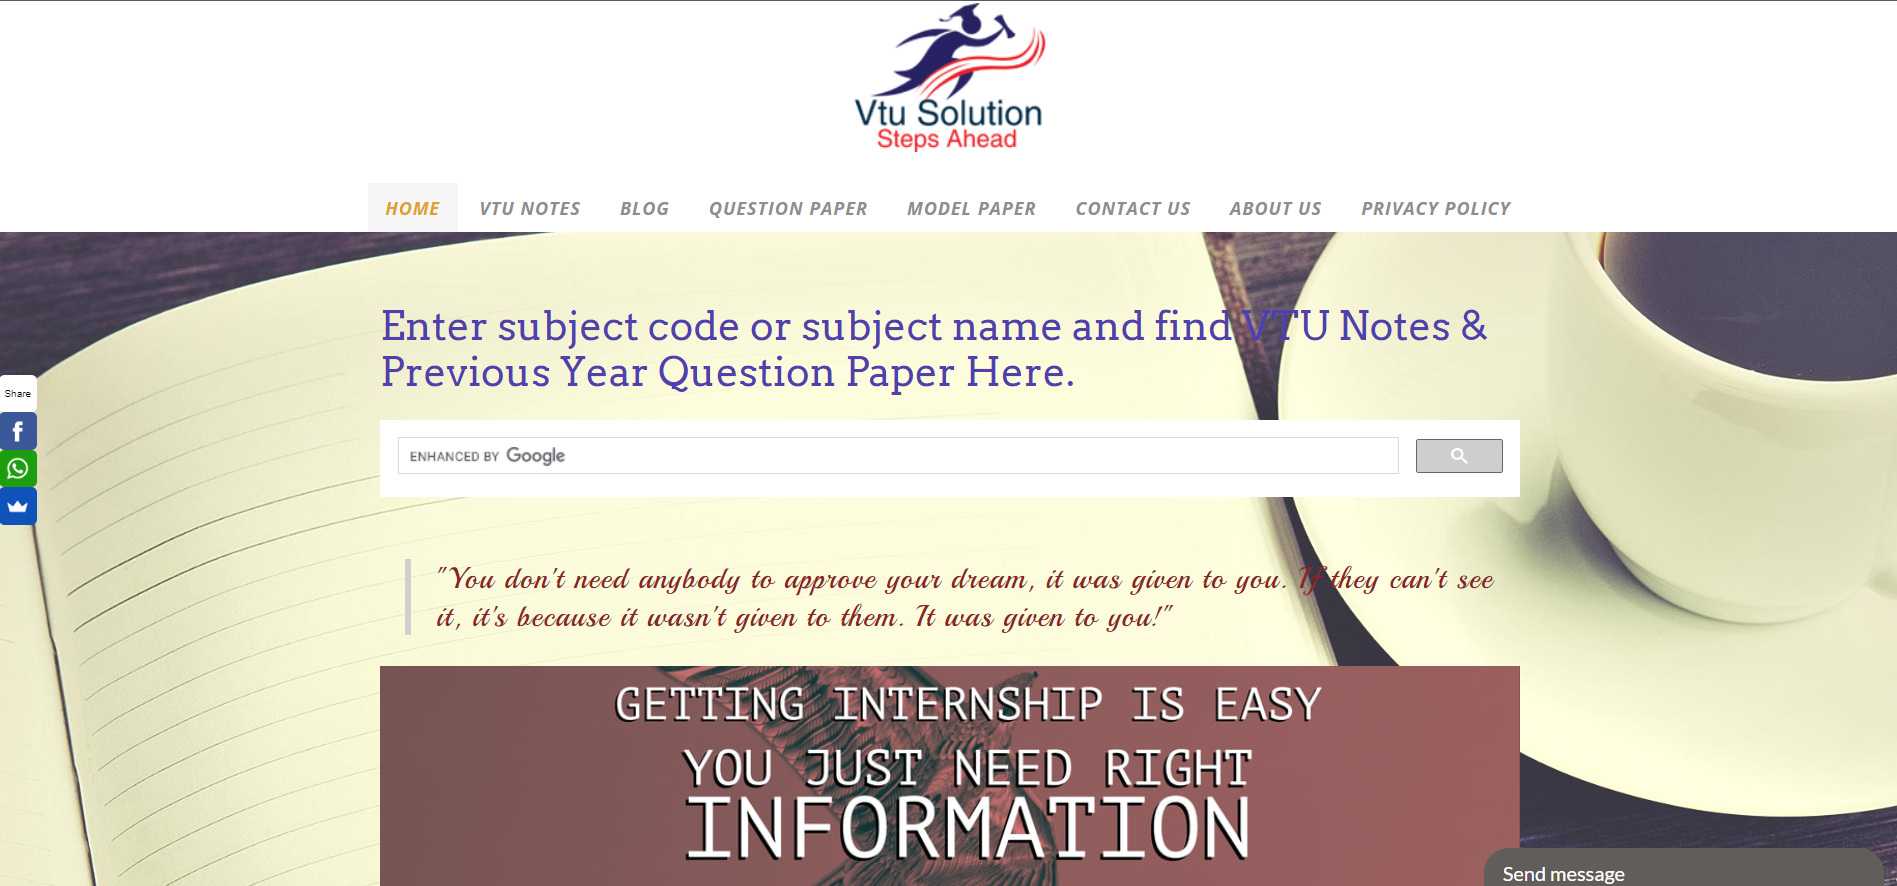 Vtu Solution
Steps Ahead
HOME VTU NOTES BLOG QUESTION PAPER MODEL PAPER CONTACT US ABOUT US PRIVACY POLICY
Enter subject code or subject name and find VTU Notes &
Previous Year Question Paper Here.
Share
ENHANCED BY Google
"You don't need anybody to approve your dream, it was given to you. If they can't see
it, it's because it wasn't given to them. It was given to you!"
GETTING INTERNSHIP IS EASY
YOU JUST NEED RIGHT
INFORMATION
Send message